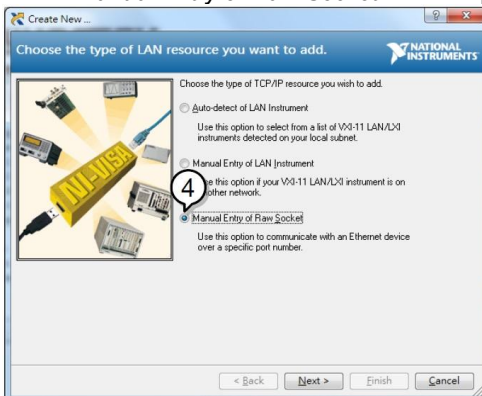 Create New ...
Choose the type of LAN resource you want to add.
NATIONAL
INSTRUMENTS
Choose the type of TCP/IP resource you wish to add.
Auto-detect of LAN Instrument
Use this option to select from a list of VXI-11 LAN/LXI
instruments detected on your local subnet.
Manual Entry of LAN Instrument
this option if your VXI-11 LAN/LXI instrument is on
other network.
4
Manual Entry of Raw Socket
Use this option to communicate with an Ethernet device
over a specific port number.
NI-VISA
< Back
Next >
Finish
Cancel